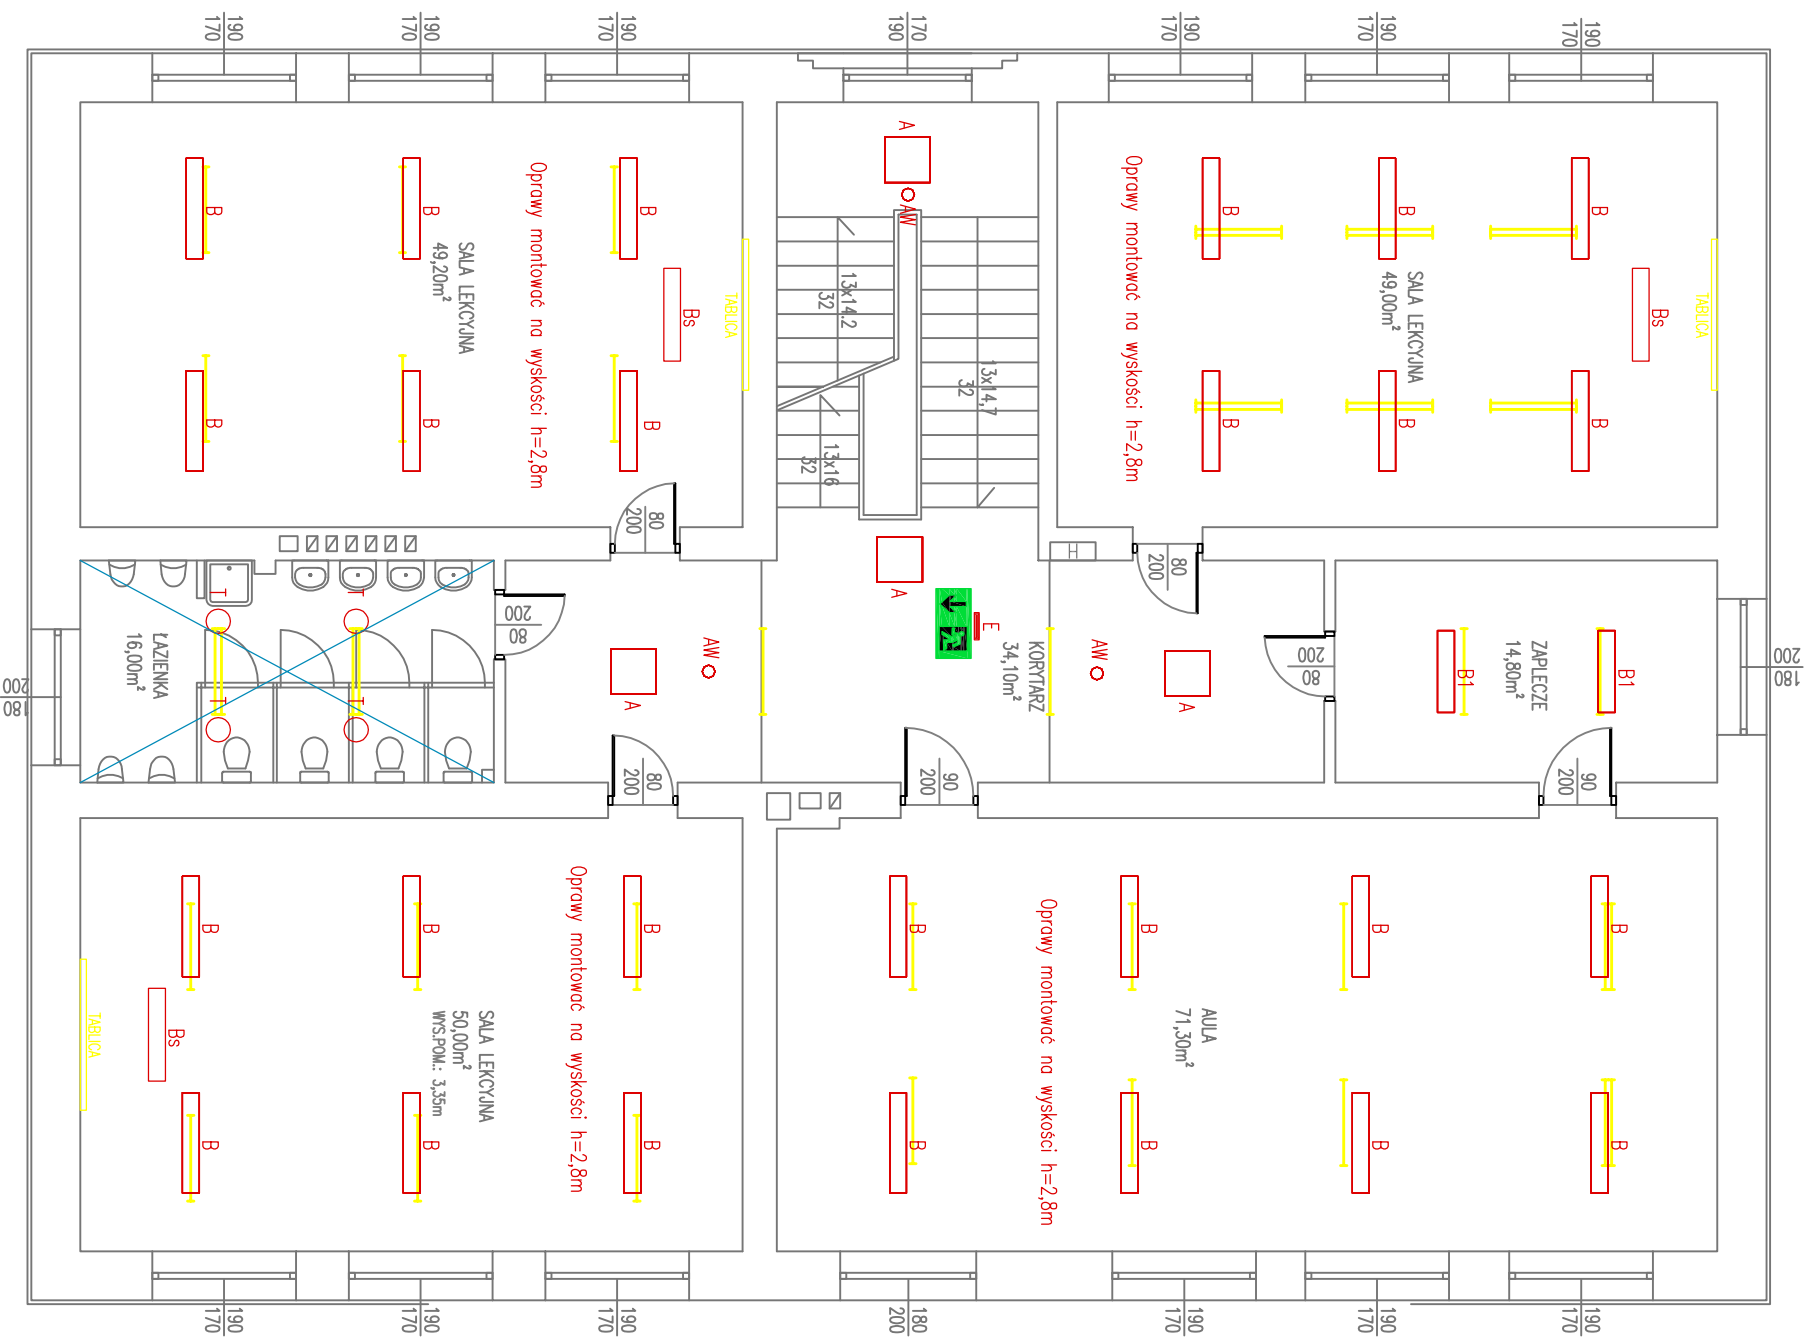 190
170
190
170
190
170
170
190
190
170
190
170
190
170
A
AW
B
B
B
Oprawy montować na wyskości h=2,8m
SALA LEKCYJNA
49,20m²
Bs
TABLICA
B
B
B
13x14.2
32
13x14,7
32
13x16
32
Oprawy montować na wyskości h=2,8m
B
B
B
SALA LEKCYJNA
49,00m²
Bs
TABLICA
B
B
B
80
200
80
200
H
A
E
KORYTARZ
34,10m²
AW
A
AW
A
200
80
200
80
T
T
T
T
ŁAZIENKA
16,00m²
B1
B1
ZAPLECZE
14,80m²
200
180
200
180
80
200
90
200
90
200
B
B
B
Oprawy montować na wyskości h=2,8m
SALA LEKCYJNA
50,00m²
WYS.POM.: 3,35m
Bs
TABLICA
B
B
B
B
B
B
B
Oprawy montować na wyskości h=2,8m
AULA
71,30m²
B
B
B
B
190
170
190
170
190
170
180
200
190
170
190
170
190
170